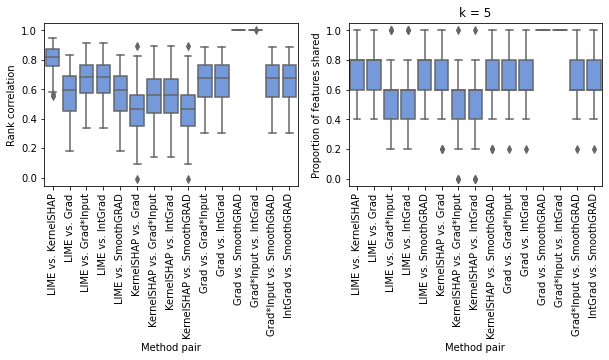 Rank correlation
1.0
0.8
0.6
0.4
0.2
0.0
LIME vs. KernelSHAP
LIME vs. Grad
LIME vs. Grad*Input
LIME vs. IntGrad
LIME vs. SmoothGRAD
KernelSHAP vs. Grad
KernelSHAP vs. Grad*Input
KernelSHAP vs. IntGrad
KernelSHAP vs. SmoothGRAD
Grad vs. Grad*Input
Grad vs. IntGrad
Grad vs. SmoothGRAD
Grad*Input vs. IntGrad
Grad*Input vs. SmoothGRAD
IntGrad vs. SmoothGRAD
Method pair
k = 5
Proportion of features shared
1.0
0.8
0.6
0.4
0.2
0.0
LIME vs. KernelSHAP
LIME vs. Grad
LIME vs. Grad*Input
LIME vs. IntGrad
LIME vs. SmoothGRAD
KernelSHAP vs. Grad
KernelSHAP vs. Grad*Input
KernelSHAP vs. IntGrad
KernelSHAP vs. SmoothGRAD
Grad vs. Grad*Input
Grad vs. IntGrad
Grad vs. SmoothGRAD
Grad*Input vs. IntGrad
Grad*Input vs. SmoothGRAD
IntGrad vs. SmoothGRAD
Method pair